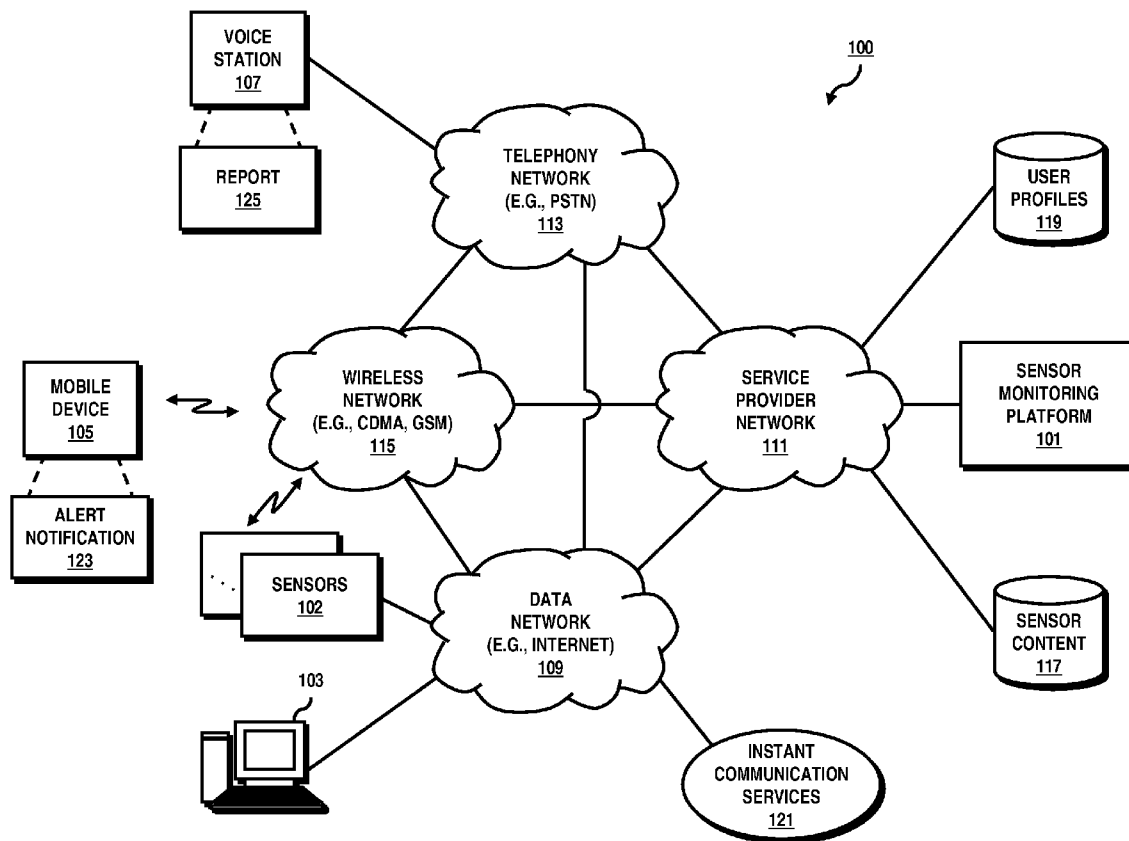 VOICE
STATION
107
REPORT
125
100
TELEPHONY
NETWORK
(E.G., PSTN)
113
USER
PROFILES
119
MOBILE
DEVICE
105
ALERT
NOTIFICATION
123
WIRELESS
NETWORK
(E.G., CDMA, GSM)
115
SERVICE
PROVIDER
NETWORK
111
SENSOR
MONITORING
PLATFORM
101
. . .
SENSORS
102
DATA
NETWORK
(E.G., INTERNET)
109
SENSOR
CONTENT
117
103
INSTANT
COMMUNICATION
SERVICES
121